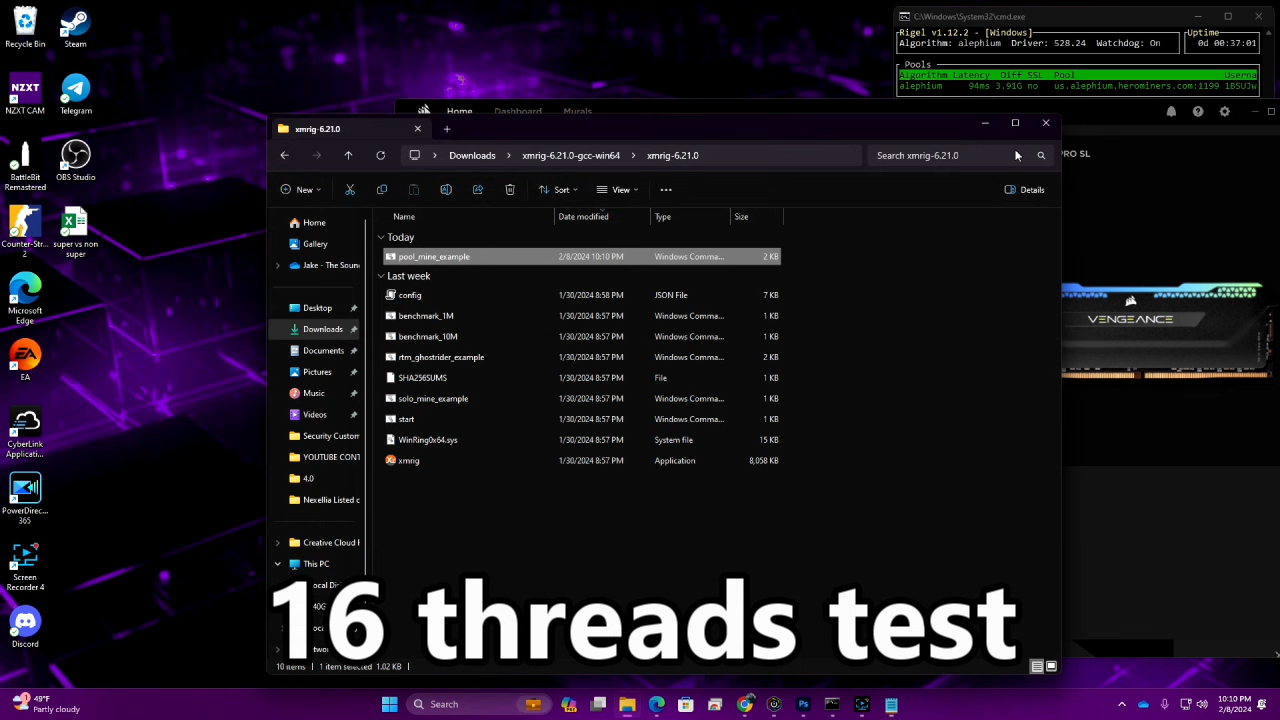 Recycle Bin
Steam
NZXT
NZXT CAM
Telegram
BattleBit
Remastered
OBS Studio
Counter-Str...
2
super vs non
super
Microsoft
Edge
EA
EA
CyberLink
Applicati...
PowerDirec...
365
Screen
Recorder 4
Discord
C:\Windows\System32\cmd.exe
Rigel v1.12.2 - [Windows]
Algorithm: alephium Driver: 528.24 Watchdog: On
Uptime
0d 00:37:01
Pools
Algorithm Latency Diff SSL Pool Userna
alephium 94ms 3.91G no us.alephium.herominers.com:1199 1B5UJw
Home Dashboard Murals
PRO SL
VENGEANCE
xmrig-6.21.0
Downloads
xmrig-6.21.0-gcc-win64
xmrig-6.21.0
Search xmrig-6.21.0
New
Sort
View
Details
Name Date modified Type Size
Today
pool_mine_example 2/8/2024 10:10 PM Windows Comma... 2 KB
Last week
config 1/30/2024 8:58 PM JSON File 7 KB
benchmark_1M 1/30/2024 8:57 PM Windows Comma... 1 KB
benchmark_10M 1/30/2024 8:57 PM Windows Comma... 1 KB
rtm_ghostrider_example 1/30/2024 8:57 PM Windows Comma... 2 KB
SHA256SUMS 1/30/2024 8:57 PM File 1 KB
solo_mine_example 1/30/2024 8:57 PM Windows Comma... 1 KB
start 1/30/2024 8:57 PM Windows Comma... 1 KB
WinRing0x64.sys 1/30/2024 8:57 PM System file 15 KB
xmrig 1/30/2024 8:57 PM Application 8,058 KB
Home
Gallery
Jake - The Soun
Desktop
Downloads
Documents
Pictures
Music
Videos
Security Custom
YOUTUBE CONT
4.0
Nexellia Listed o
Creative Cloud F
This PC
16 threads test
10 items 1 item selected 1.02 KB
49°F
Partly cloudy
Search
10:10 PM
2/8/2024